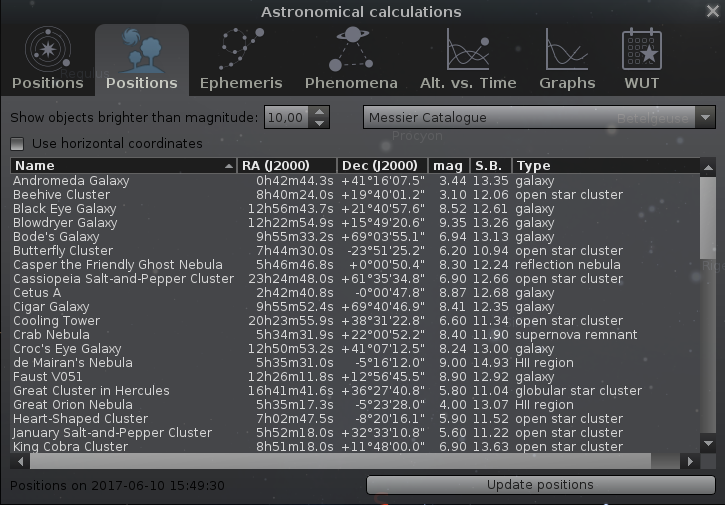 Astronomical calculations
Positions Positions Ephemeris Phenomena Alt. vs. Time Graphs WUT
Regulus
Show objects brighter than magnitude: 10,00 Messier Catalogue
Betelgeuse
Use horizontal coordinates
Procyon
Name RA (J2000) Dec (J2000) mag S.B. Type
Andromeda Galaxy 0h42m44.3s +41°16'07.5" 3.44 13.35 galaxy
Beehive Cluster 8h40m24.0s +19°40'01.2" 3.10 12.06 open star cluster
Black Eye Galaxy 12h56m43.7s +21°40'57.6" 8.52 12.61 galaxy
Blowdryer Galaxy 12h22m54.9s +15°49'20.6" 9.35 13.26 galaxy
Bode's Galaxy 9h55m33.2s +69°03'55.1" 6.94 13.13 galaxy
Butterfly Cluster 7h44m30.0s -23°51'25.2" 6.20 10.94 open star cluster
Casper the Friendly Ghost Nebula 5h46m46.8s +0°00'50.4" 8.30 12.24 reflection nebula
Cassiopeia Salt-and-Pepper Cluster 23h24m48.0s +61°35'34.8" 6.90 12.66 open star cluster
Cetus A 2h42m40.8s -0°00'47.8" 8.87 12.68 galaxy
Cigar Galaxy 9h55m52.4s +69°40'46.9" 8.41 12.35 galaxy
Cooling Tower 20h23m55.9s +38°31'22.8" 6.60 11.34 open star cluster
Crab Nebula 5h34m31.9s +22°00'52.2" 8.40 11.90 supernova remnant
Croc's Eye Galaxy 12h50m53.2s +41°07'12.5" 8.24 13.00 galaxy
de Mairan's Nebula 5h35m31.0s -5°16'12.0" 9.00 14.93 HII region
Faust V051 12h26m11.8s +12°56'45.5" 8.90 12.92 galaxy
Great Cluster in Hercules 16h41m41.6s +36°27'40.8" 5.80 11.04 globular star cluster
Great Orion Nebula 5h35m17.3s -5°23'28.0" 4.00 13.07 HII region
Heart-Shaped Cluster 7h02m47.5s -8°20'16.1" 5.90 11.52 open star cluster
January Salt-and-Pepper Cluster 5h52m18.0s +32°33'10.8" 5.60 11.22 open star cluster
King Cobra Cluster 8h51m18.0s +11°48'00.0" 6.90 13.63 open star cluster
Positions on 2017-06-10 15:49:30 Update positions